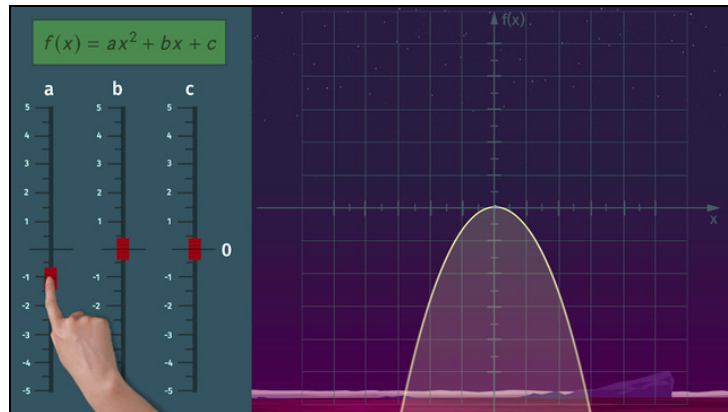 f(x) = ax² + bx + c
a b c
5 5 5
4 4 4
3 3 3
2 2 2
1 1 1
0
-1 -1 -1
-2 -2 -2
-3 -3 -3
-4 -4 -4
-5 -5
f(x)
x